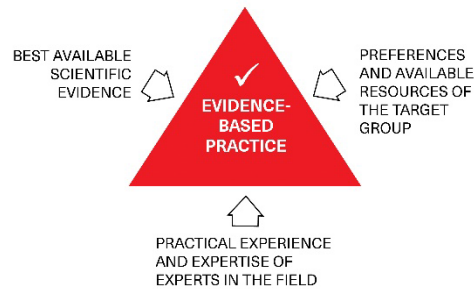 BEST AVAILABLE
SCIENTIFIC
EVIDENCE
✓
EVIDENCE-
BASED
PRACTICE
PREFERENCES
AND AVAILABLE
RESOURCES OF
THE TARGET
GROUP
PRACTICAL EXPERIENCE
AND EXPERTISE OF
EXPERTS IN THE FIELD